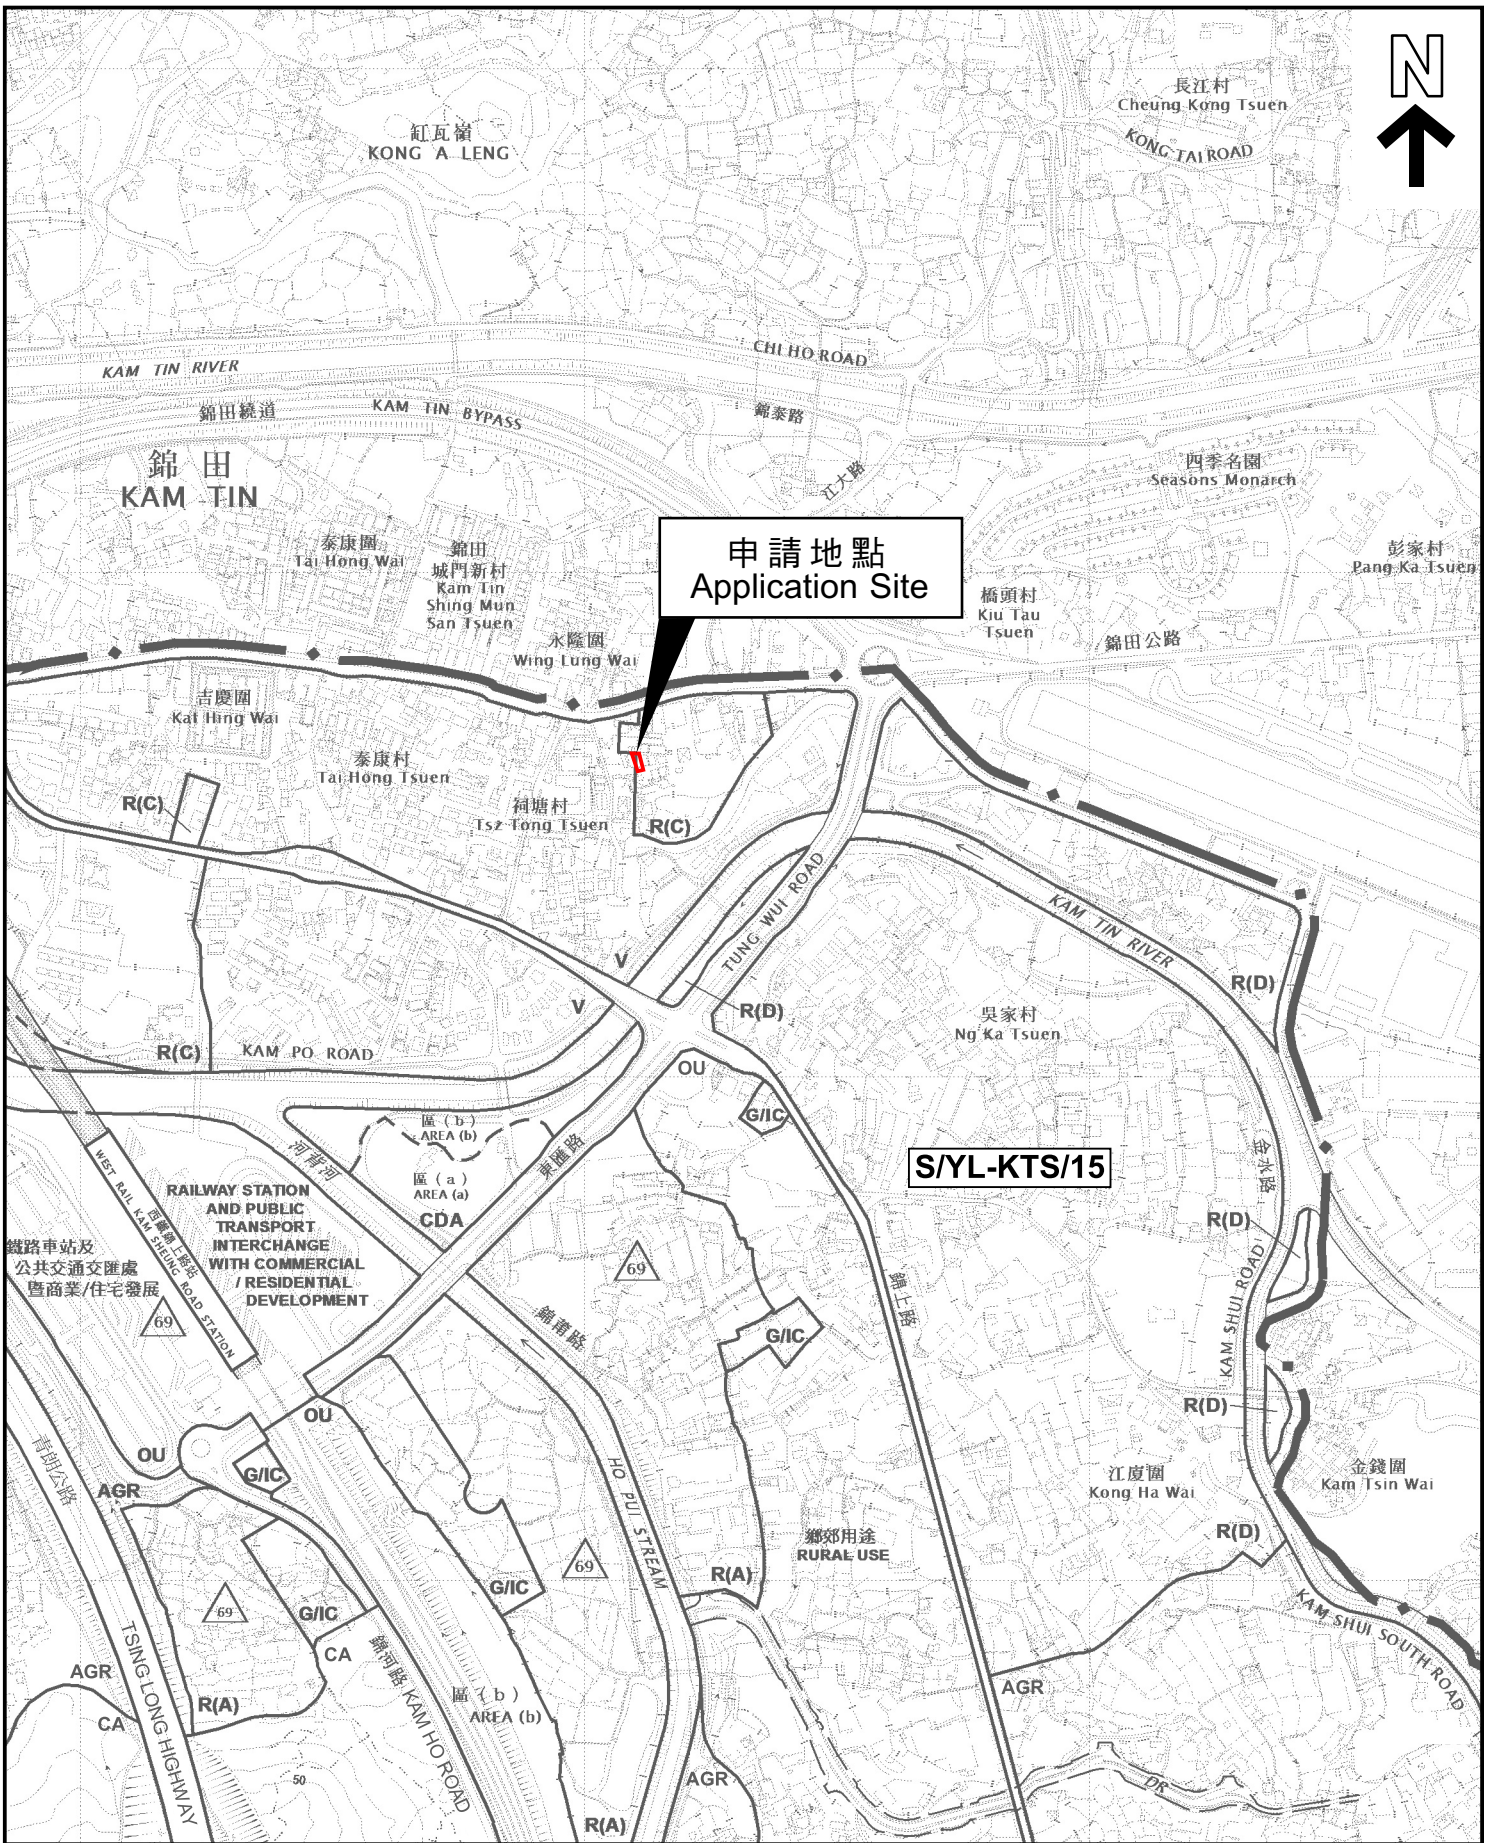 N
長江村
Cheung Kong Tsuen
KONG TAI ROAD
缸瓦嶺
KONG A LENG
KAM TIN RIVER
CHI HO ROAD
錦田繞道
KAM TIN BYPASS
錦泰路
江大路
四季名園
Seasons Monarch
錦田
KAM TIN
泰康圍
Tai Hong Wai
錦田
城門新村
Kam Tin
Shing Mun
San Tsuen
申請地點
Application Site
彭家村
Pang Ka Tsuen
橋頭村
Kiu Tau
Tsuen
錦田公路
永隆圍
Wing Lung Wai
吉慶圍
Kat Hing Wai
泰康村
Tai Hong Tsuen
祠塘村
Tsz Tong Tsuen
R(C)
R(C)
TUNG WUI ROAD
KAM TIN RIVER
V
V
R(D)
R(D)
吳家村
Ng Ka Tsuen
R(C)
KAM PO ROAD
OU
G/IC
區(b)
AREA (b)
區(a)
AREA (a)
CDA
河背河
東匯路
S/YL-KTS/15
金水路
R(D)
WEST RAIL
KAM SHEUNG ROAD STATION
西鐵錦上路站
RAILWAY STATION
AND PUBLIC
TRANSPORT
INTERCHANGE
WITH COMMERCIAL
/ RESIDENTIAL
DEVELOPMENT
鐵路車站及
公共交通交匯處
暨商業/住宅發展
69
69
錦上路
錦莆路
G/IC
KAM SHUI ROAD
R(D)
OU
OU
G/IC
AGR
青朗公路
HO PUI STREAM
江廈圍
Kong Ha Wai
金錢圍
Kam Tsin Wai
R(D)
鄉郊用途
RURAL USE
69
69
R(A)
G/IC
G/IC
CA
KAM SHUI SOUTH ROAD
AGR
AGR
CA
R(A)
TSING LONG HIGHWAY
錦河路 KAM HO ROAD
區(b)
AREA (b)
50
AGR
DR
R(A)